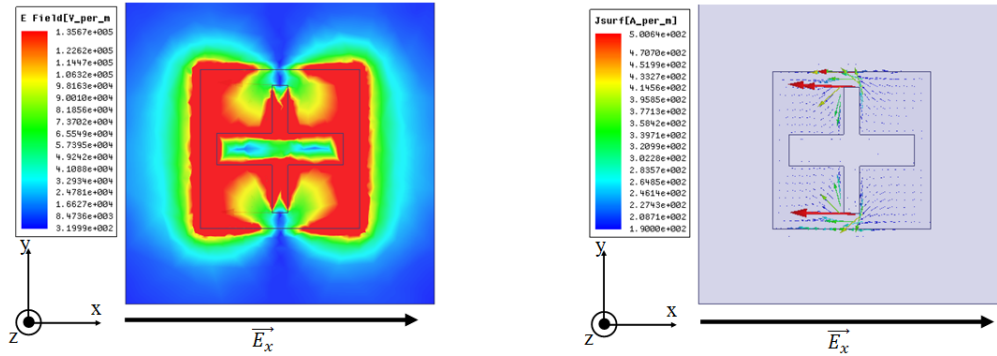 E Field[V_per_m
1.3567e+005
1.2262e+005
1.1447e+005
1.0632e+005
9.8163e+004
9.0010e+004
8.1856e+004
7.3702e+004
6.5549e+004
5.7395e+004
4.9242e+004
4.1088e+004
3.2934e+004
2.4781e+004
1.6627e+004
8.4736e+003
3.1999e+002
y
x
z
E_x
Jsurf[A_per_m]
5.0064e+002
4.7070e+002
4.5199e+002
4.3327e+002
4.1456e+002
3.9585e+002
3.7713e+002
3.5842e+002
3.3971e+002
3.2099e+002
3.0228e+002
2.8357e+002
2.6485e+002
2.4614e+002
2.2743e+002
2.0871e+002
1.9000e+002
y
x
z
E_x